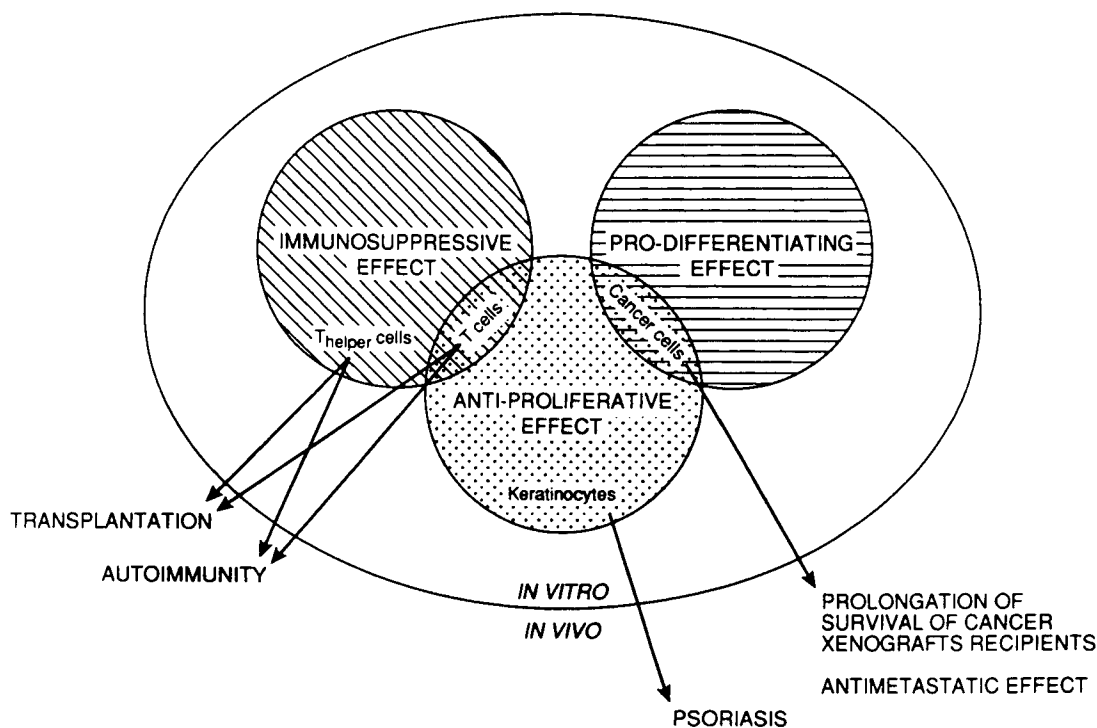 IMMUNOSUPPRESSIVE
EFFECT
PRO-DIFFERENTIATING
EFFECT
Thelper cells
T cells
Cancer cells
ANTI-PROLIFERATIVE
EFFECT
Keratinocytes
TRANSPLANTATION
AUTOIMMUNITY
IN VITRO
IN VIVO
PROLONGATION OF
SURVIVAL OF CANCER
XENOGRAFTS RECIPIENTS
ANTIMETASTATIC EFFECT
PSORIASIS